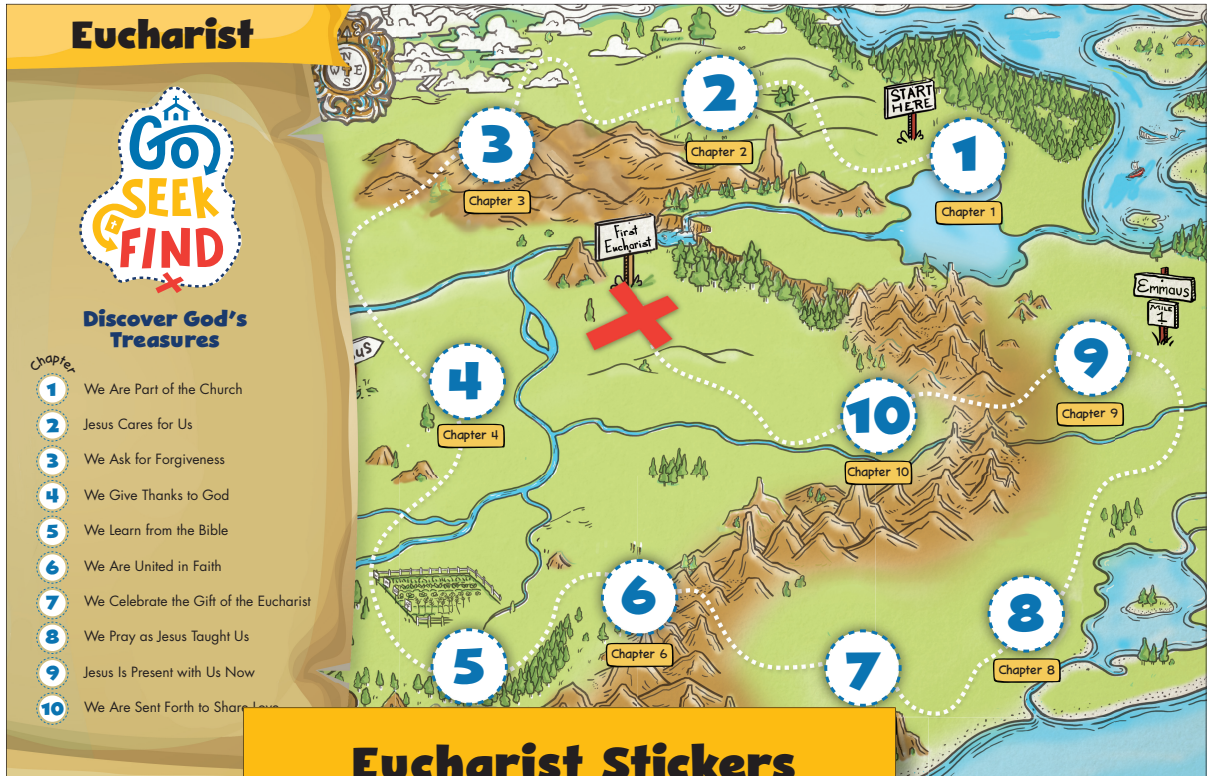 Eucharist
Go
SEEK
FIND
Discover God's
Treasures
Chapter
1 We Are Part of the Church
2 Jesus Cares for Us
3 We Ask for Forgiveness
4 We Give Thanks to God
5 We Learn from the Bible
6 We Are United in Faith
7 We Celebrate the Gift of the Eucharist
8 We Pray as Jesus Taught Us
9 Jesus Is Present with Us Now
10 We Are Sent Forth to Share Love
N
W E
S
START
HERE
1
Chapter 1
2
Chapter 2
3
Chapter 3
First
Eucharist
Emmaus
MILE
1
us
4
Chapter 4
9
Chapter 9
10
Chapter 10
5
6
Chapter 6
7
8
Chapter 8
Eucharist Stickers